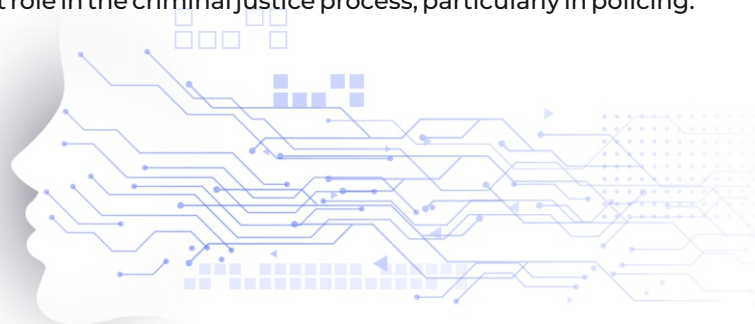 role in the criminal justice process, particularly in policing.